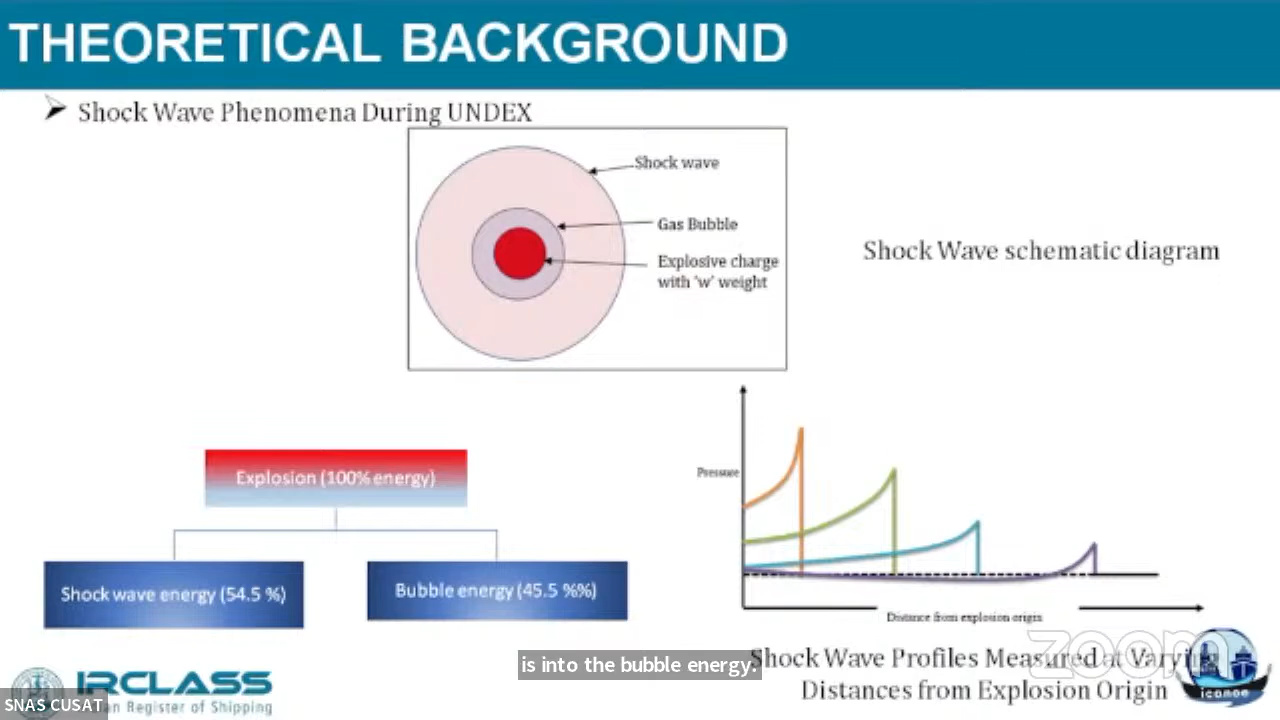 THEORETICAL BACKGROUND
Shock Wave Phenomena During UNDEX
Shock wave
Gas Bubble
Explosive charge
with 'w' weight
Shock Wave schematic diagram
Explosion (100% energy)
Shock wave energy (54.5 %)
Bubble energy (45.5 %%)
Pressure
Distance from explosion origin
Shock Wave Profiles Measured at Varying
Distances from Explosion Origin
is into the bubble energy.
zoom
icanoe
IRCLASS
an Register of Shipping
SNAS CUSAT